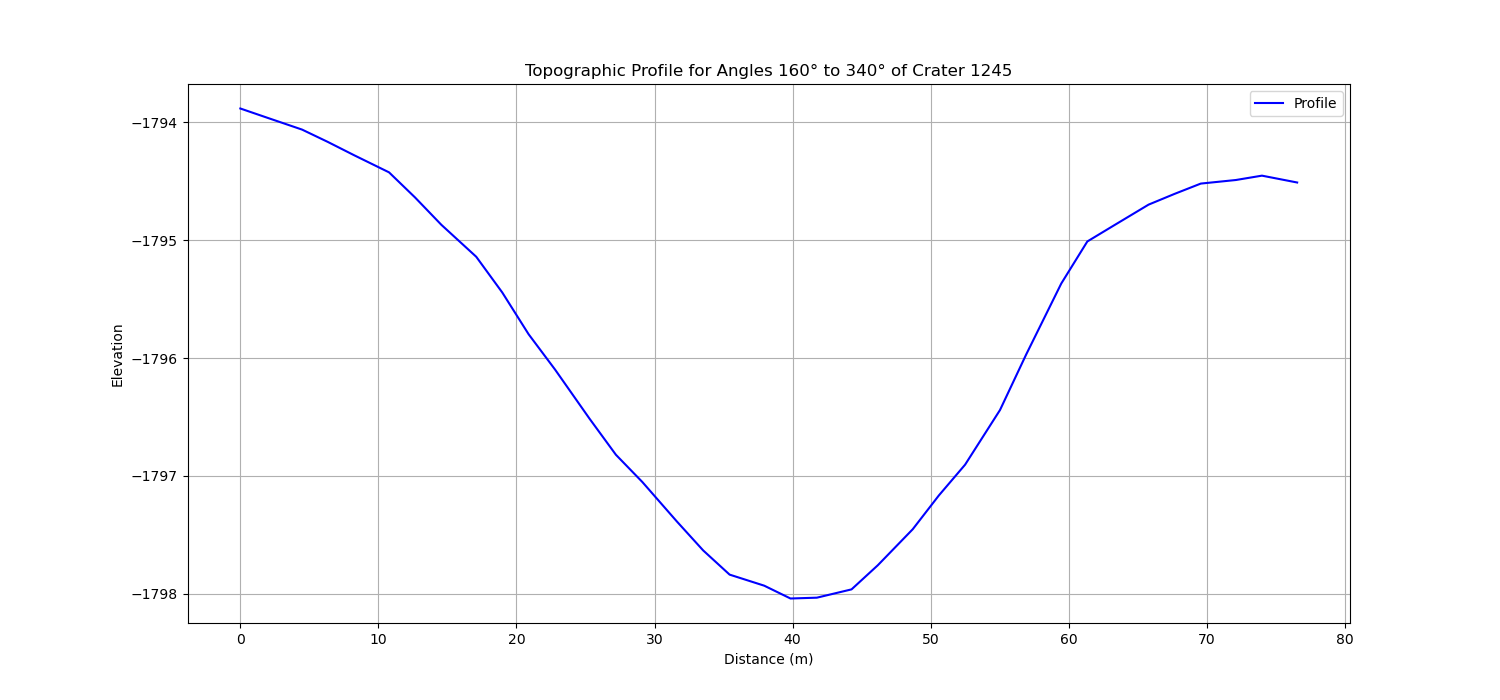 Topographic Profile for Angles 160° to 340° of Crater 1245
Profile
Elevation
−1794
−1795
−1796
−1797
−1798
0 10 20 30 40 50 60 70 80
Distance (m)